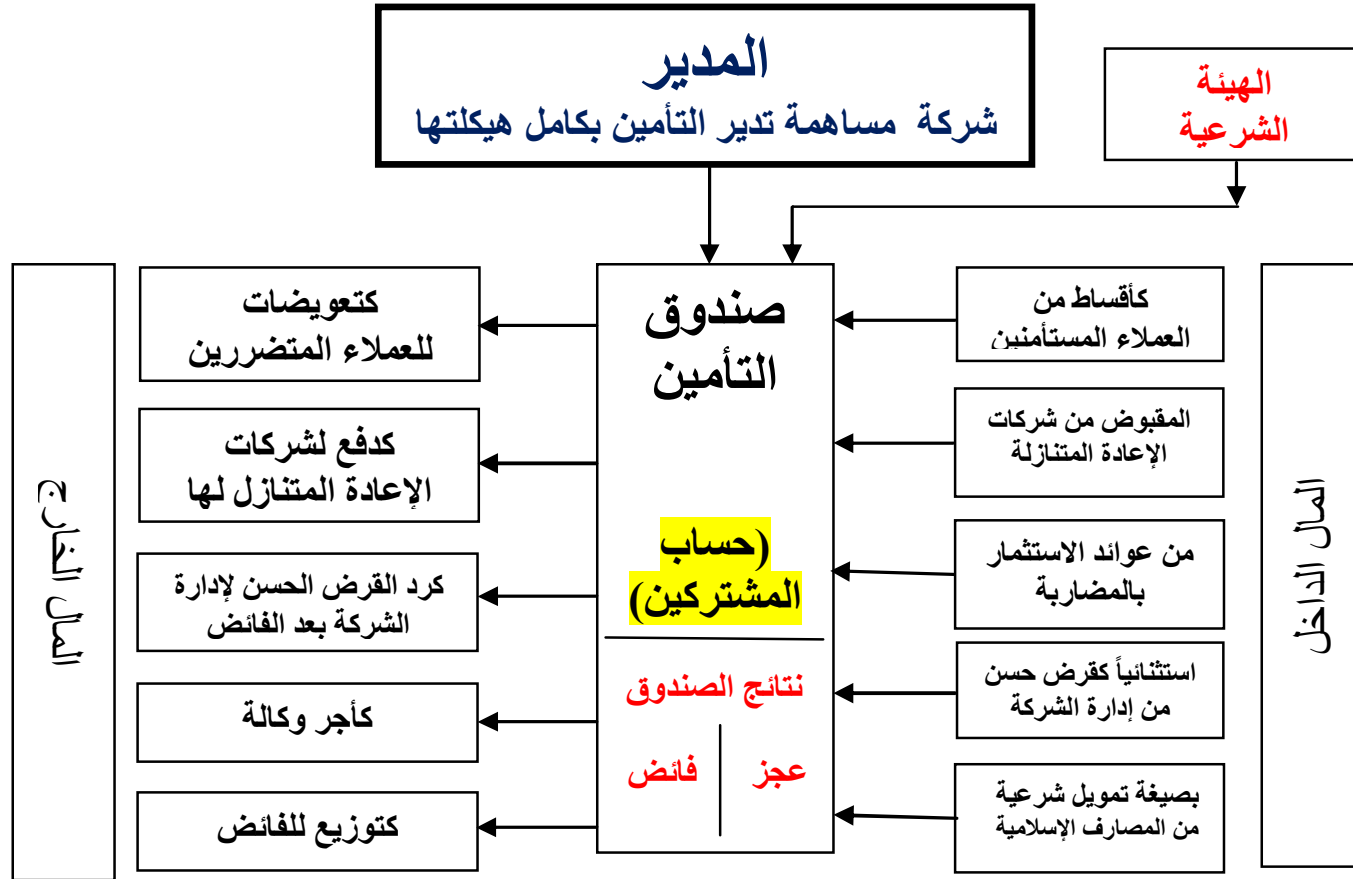 المدير
شركة مساهمة تدير التأمين بكامل هيكلتها
الهيئة
الشرعية
المال الداخل
كأقساط من
العملاء المستأمنين
المقبوض من شركات
الإعادة المتنازلة
من عوائد الاستثمار
بالمضاربة
استثنائياً كقرض حسن
من إدارة الشركة
بصيغة تمويل شرعية
من المصارف الإسلامية
صندوق
التأمين
(حساب
المشتركين)
نتائج الصندوق
عجز
فائض
كتعويضات
للعملاء المتضررين
كدفع لشركات
الإعادة المتنازل لها
كرد القرض الحسن لإدارة
الشركة بعد الفائض
كأجر وكالة
كتوزيع للفائض
المال الخارج